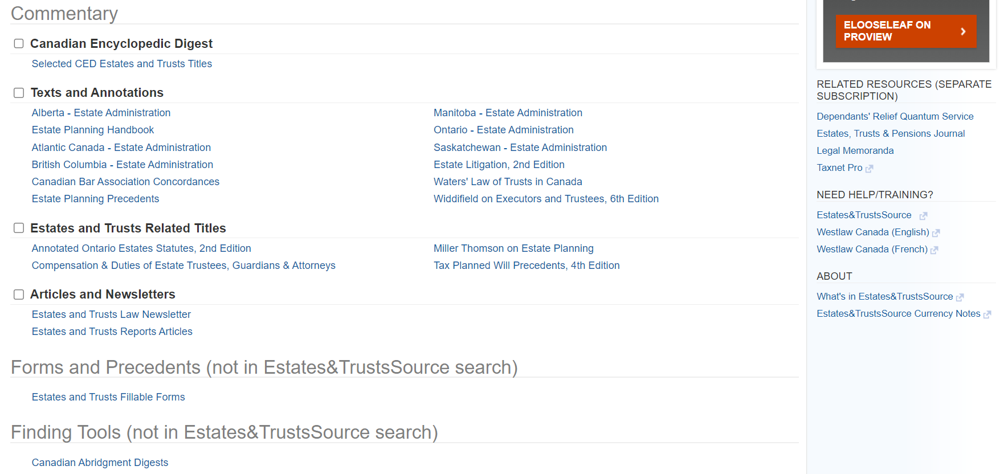 Commentary
Canadian Encyclopedic Digest
Selected CED Estates and Trusts Titles
Texts and Annotations
Alberta - Estate Administration
Estate Planning Handbook
Atlantic Canada - Estate Administration
British Columbia - Estate Administration
Canadian Bar Association Concordances
Estate Planning Precedents
Manitoba - Estate Administration
Ontario - Estate Administration
Saskatchewan - Estate Administration
Estate Litigation, 2nd Edition
Waters' Law of Trusts in Canada
Widdifield on Executors and Trustees, 6th Edition
Estates and Trusts Related Titles
Annotated Ontario Estates Statutes, 2nd Edition
Compensation & Duties of Estate Trustees, Guardians & Attorneys
Miller Thomson on Estate Planning
Tax Planned Will Precedents, 4th Edition
Articles and Newsletters
Estates and Trusts Law Newsletter
Estates and Trusts Reports Articles
Forms and Precedents (not in Estates&TrustsSource search)
Estates and Trusts Fillable Forms
Finding Tools (not in Estates&TrustsSource search)
Canadian Abridgment Digests
ELOOSELEAF ON
PROVIEW
RELATED RESOURCES (SEPARATE
SUBSCRIPTION)
Dependants' Relief Quantum Service
Estates, Trusts & Pensions Journal
Legal Memoranda
Taxnet Pro
NEED HELP/TRAINING?
Estates&TrustsSource
Westlaw Canada (English)
Westlaw Canada (French)
ABOUT
What's in Estates&TrustsSource
Estates&TrustsSource Currency Notes